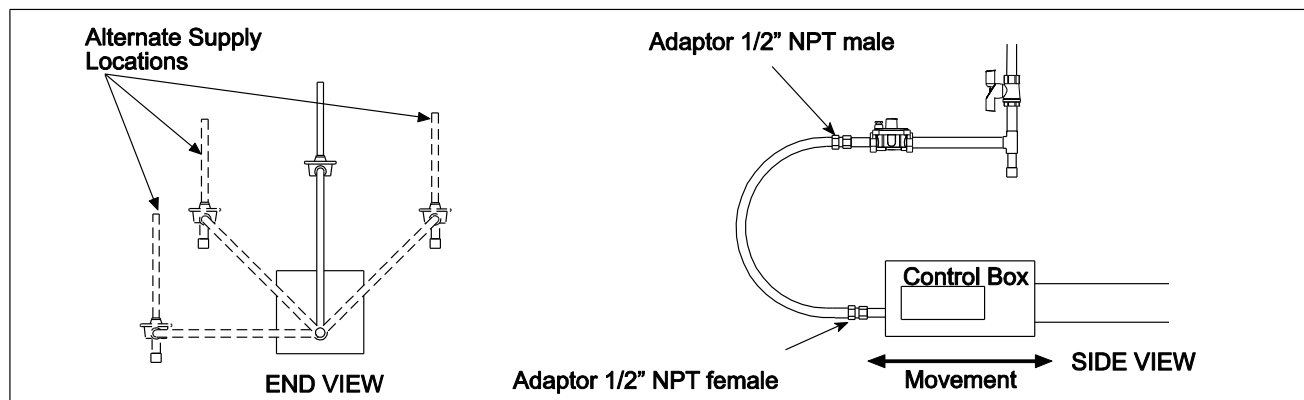 Alternate Supply
Locations
END VIEW
Adaptor 1/2” NPT male
Control Box
Adaptor 1/2” NPT female
Movement
SIDE VIEW